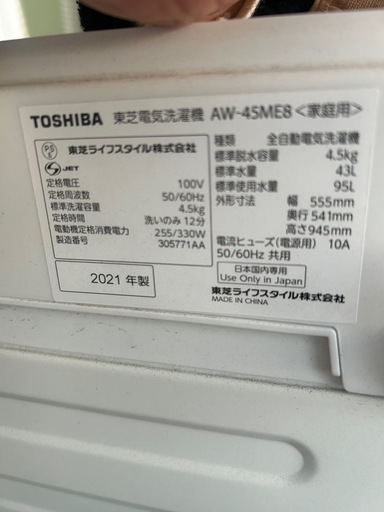 TOSHIBA 東芝電気洗濯機 AW-45ME8<家庭用>
PS E
JET
東芝ライフスタイル株式会社
定格電圧 100V
定格周波数 50/60Hz
標準洗濯容量 4.5kg
定格時間 洗いのみ 12分
電動機定格消費電力 255/330W
製造番号 305771AA
2021 年製
種類 全自動電気洗濯機
標準脱水容量 4.5kg
標準水量 43L
標準使用水量 95L
外形寸法 幅 555mm
奥行 541mm
高さ 945mm
電流ヒューズ(電源用) 10A
50/60Hz 共用
日本国内専用
Use Only in Japan
東芝ライフスタイル株式会社
MADE IN CHINA